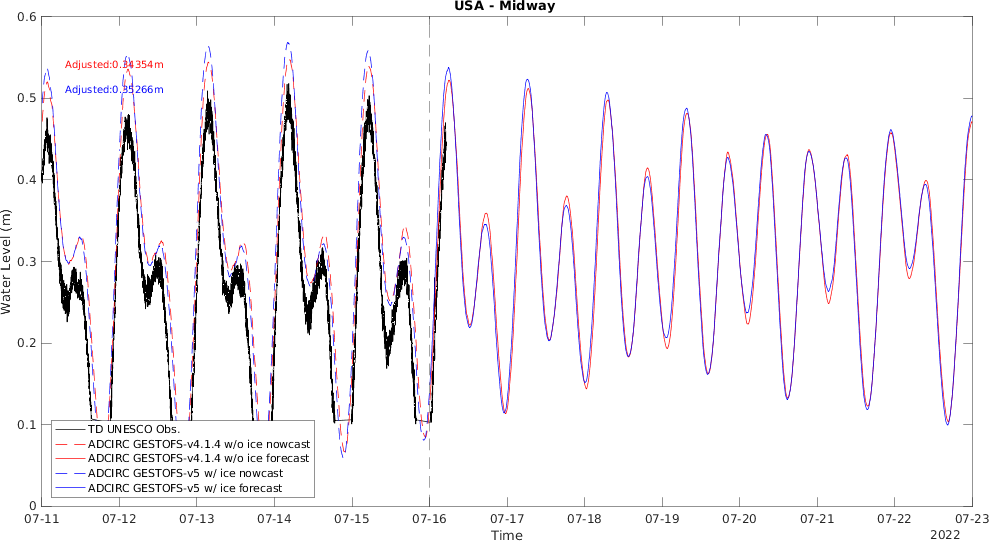 USA - Midway
Water Level (m)
0.6
0.5
0.4
0.3
0.2
0.1
0
Adjusted:0.34354m
Adjusted:0.35266m
TD UNESCO Obs.
ADCIRC GESTOFS-v4.1.4 w/o ice nowcast
ADCIRC GESTOFS-v4.1.4 w/o ice forecast
ADCIRC GESTOFS-v5 w/ ice nowcast
ADCIRC GESTOFS-v5 w/ ice forecast
07-11 07-12 07-13 07-14 07-15 07-16 07-17 07-18 07-19 07-20 07-21 07-22 07-23
Time
2022